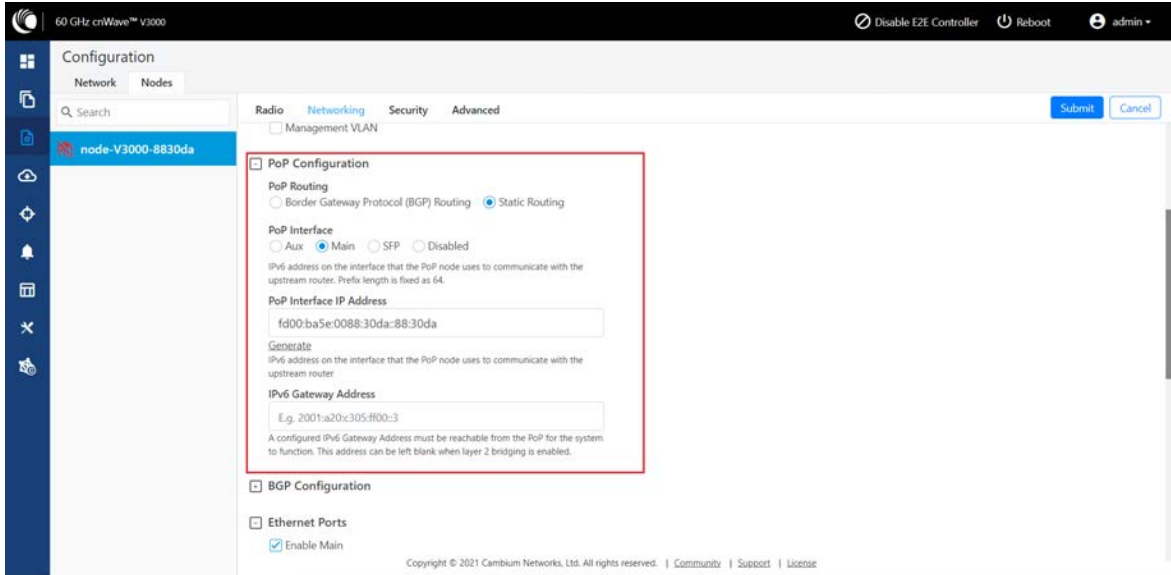 60 GHz cnWave™ V3000
Disable E2E Controller
Reboot
admin
Configuration
Network Nodes
Search
node-V3000-8830da
Radio Networking Security Advanced
Submit Cancel
Management VLAN
PoP Configuration
PoP Routing
Border Gateway Protocol (BGP) Routing Static Routing
PoP Interface
Aux Main SFP Disabled
IPv6 address on the interface that the PoP node uses to communicate with the
upstream router. Prefix length is fixed as 64.
PoP Interface IP Address
fd00:ba5e:0088:30da::88:30da
Generate
IPv6 address on the interface that the PoP node uses to communicate with the
upstream router
IPv6 Gateway Address
E.g. 2001:a20:c305:ff00::3
A configured IPv6 Gateway Address must be reachable from the PoP for the system
to function. This address can be left blank when layer 2 bridging is enabled.
BGP Configuration
Ethernet Ports
Enable Main
Copyright © 2021 Cambium Networks, Ltd. All rights reserved. | Community | Support | License